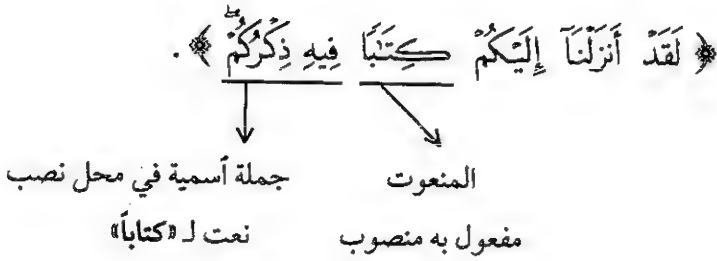 ﴿ لَقَدْ أَنزَلْنَآ إِلَيْكُمْ كِتَٰبًا فِيهِ ذِكْرُكُمْ ۖ ﴾ .
المنعوت جملة أسمية في محل نصب
مفعول به منصوب نعت لـ «كتاباً»